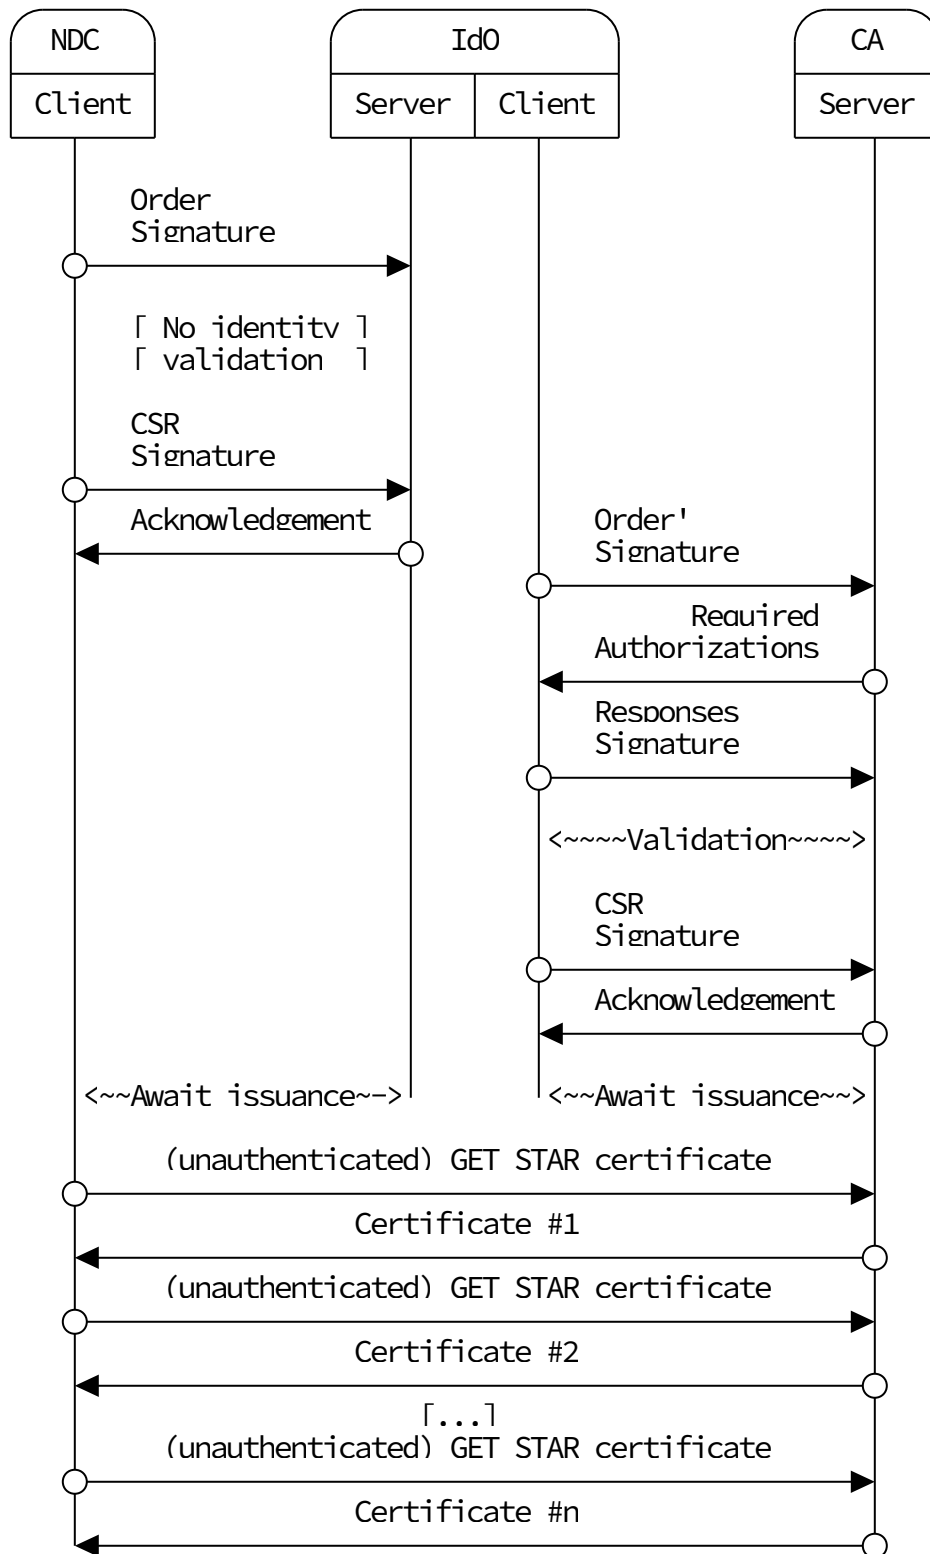 NDC IdO CA
Client Server Client Server
Order
Signature
[ No identity ]
[ validation ]
CSR
Signature
Acknowledgement
Order'
Signature
Required
Authorizations
Responses
Signature
<~~~~Validation~~~~>
CSR
Signature
Acknowledgement
<~~Await issuance~-> <~~Await issuance~~>
(unauthenticated) GET STAR certificate
Certificate #1
(unauthenticated) GET STAR certificate
Certificate #2
[...]
(unauthenticated) GET STAR certificate
Certificate #n